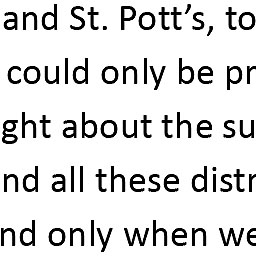 and St. Pott’s, to
could only be pr
ght about the su
nd all these distr
nd only when we